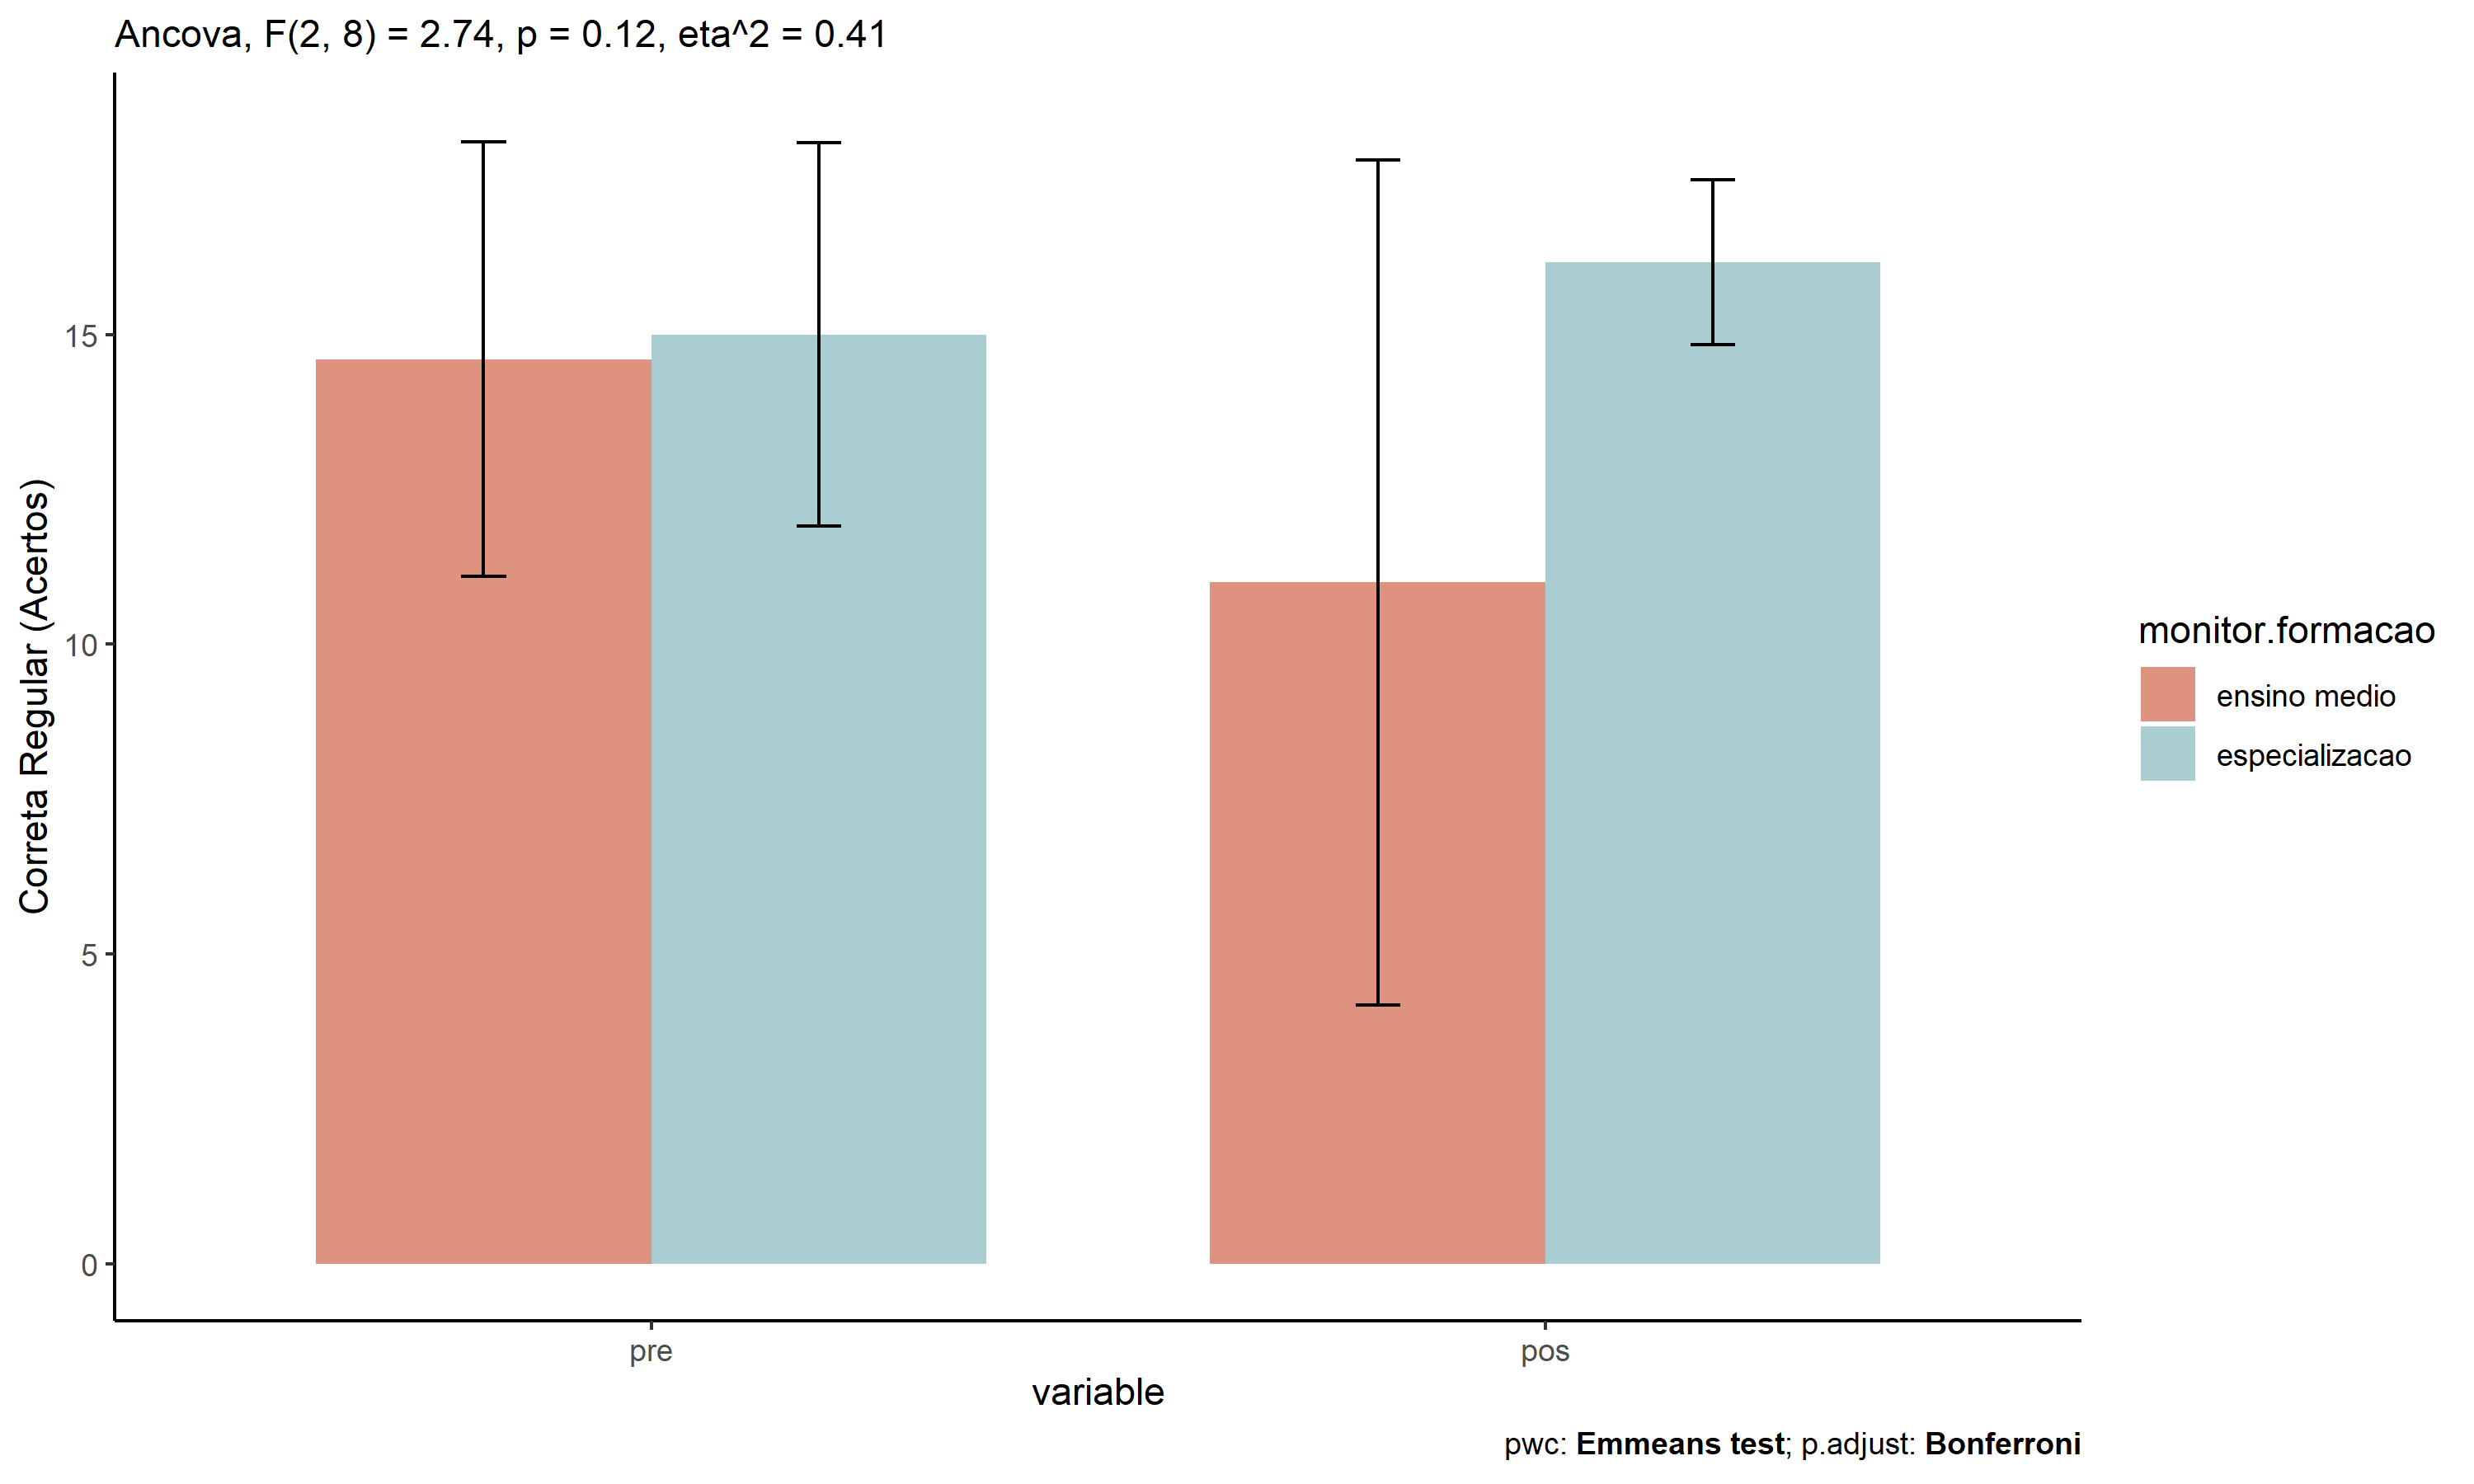 Ancova, F(2, 8) = 2.74, p = 0.12, eta^2 = 0.41
Correta Regular (Acertos)
15
10
5
0
pre
pos
variable
monitor.formacao
ensino medio
especializacao
pwc: Emmeans test; p.adjust: Bonferroni